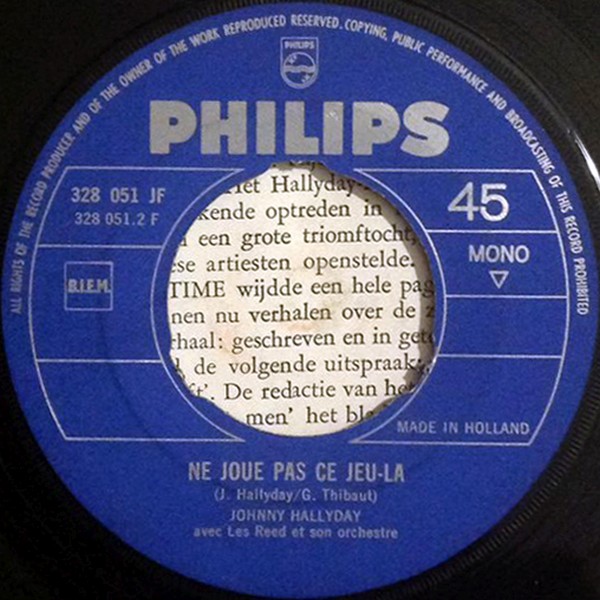 ALL RIGHTS OF THE RECORD PRODUCER AND OF THE OWNER OF THE WORK REPRODUCED RESERVED. COPYING, PUBLIC PERFORMANCE AND BROADCASTING OF THIS RECORD PROHIBITED
PHILIPS
PHILIPS
328 051 JF
328 051.2 F
45
B.I.E.M.
MONO
Het Hallyday-
kende optreden in
een grote triomftocht,
ese artiesten openstelde.
TIME wijdde een hele pag
nen nu verhalen over de z
rhaal: geschreven en in get
de volgende uitspraak
't'. De redactie van he
men' het bl
MADE IN HOLLAND
NE JOUE PAS CE JEU-LA
(J. Hallyday/G. Thibaut)
JOHNNY HALLYDAY
avec Les Reed et son orchestre